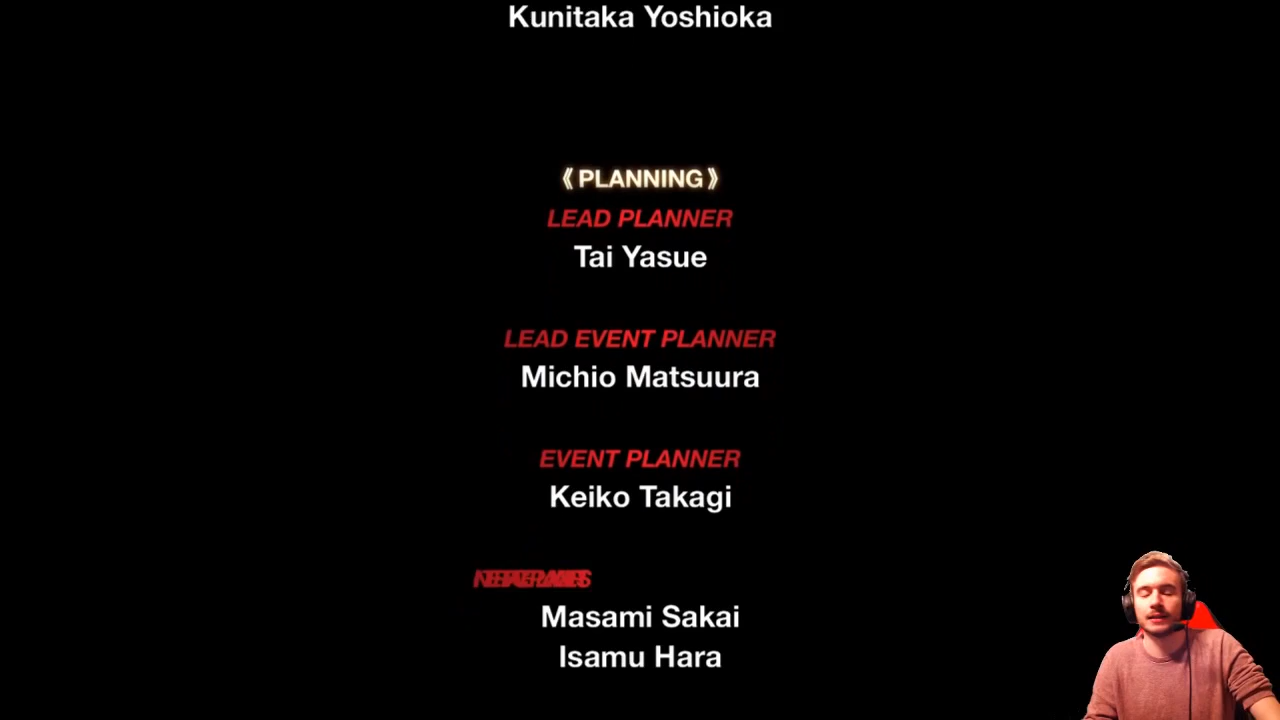 Kunitaka Yoshioka
《PLANNING》
LEAD PLANNER
Tai Yasue
LEAD EVENT PLANNER
Michio Matsuura
EVENT PLANNER
Keiko Takagi
Masami Sakai
Isamu Hara